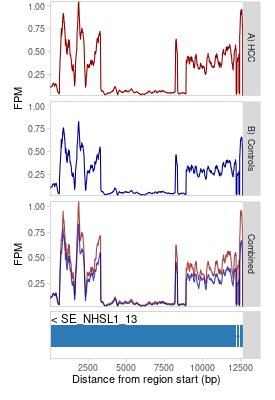 1.00
0.75
0.50
0.25
FPM
A) HCC
1.00
0.75
0.50
0.25
FPM
B) Controls
1.00
0.75
0.50
0.25
FPM
Combined
< SE_NHSL1_13
2500
5000
7500
10000
12500
Distance from region start (bp)